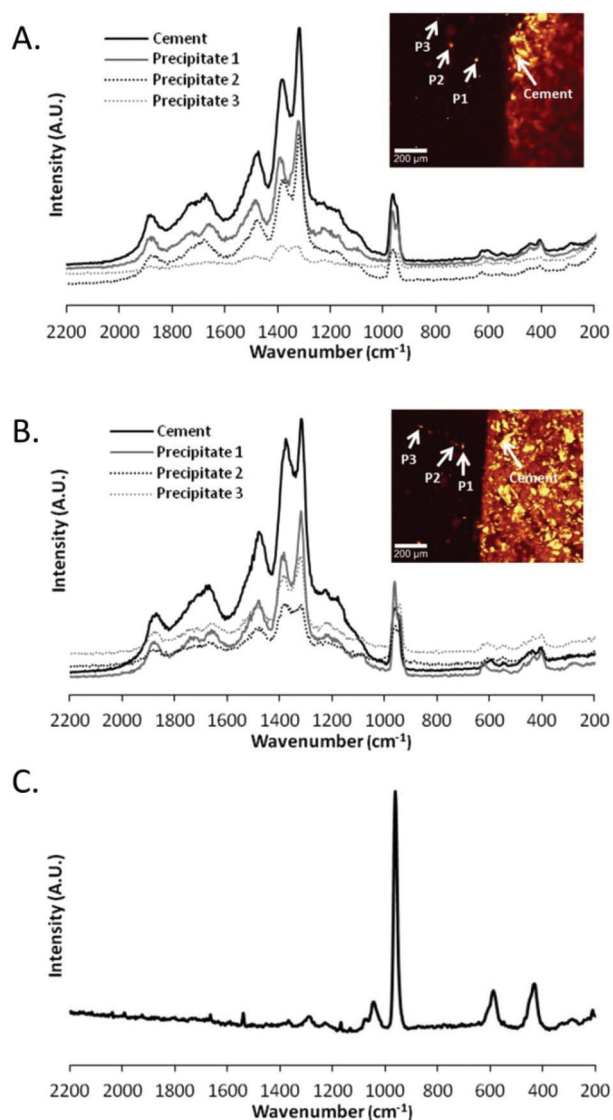 A.
Cement
Precipitate 1
Precipitate 2
Precipitate 3
P3
P2
P1
Cement
200 µm
Intensity (A.U.)
2200 2000 1800 1600 1400 1200 1000 800 600 400 200
Wavenumber (cm-1)
B.
Cement
Precipitate 1
Precipitate 2
Precipitate 3
P3
P2
P1
Cement
200 µm
Intensity (A.U.)
2200 2000 1800 1600 1400 1200 1000 800 600 400 200
Wavenumber (cm-1)
C.
Intensity (A.U.)
2200 2000 1800 1600 1400 1200 1000 800 600 400 200
Wavenumber (cm-1)